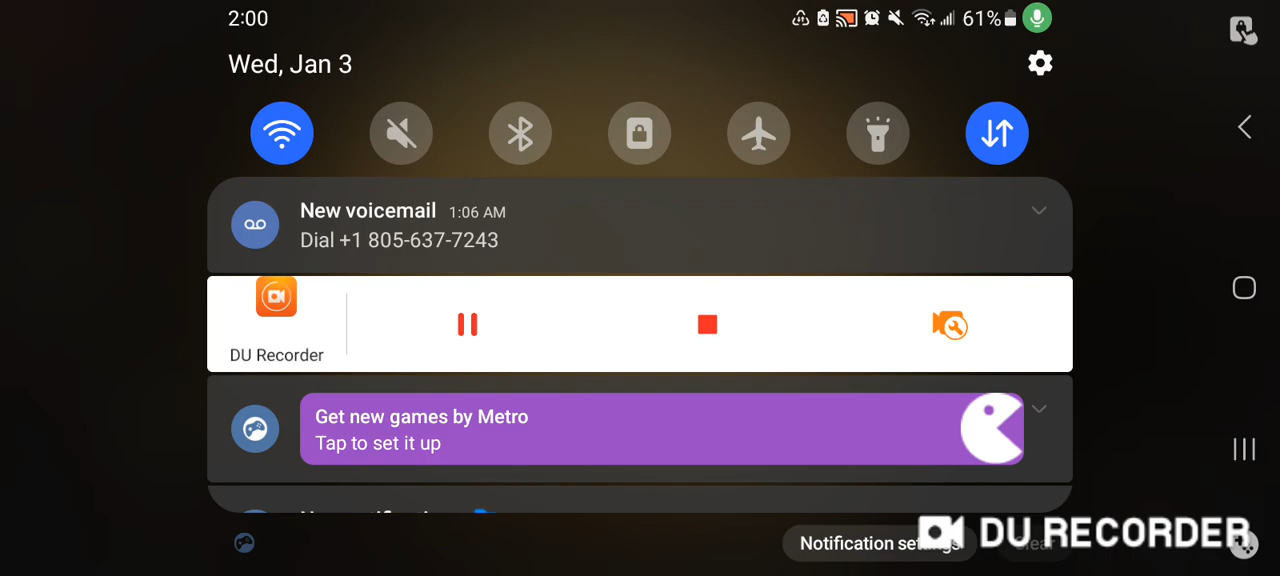 2:00
61%
Wed, Jan 3
New voicemail 1:06 AM
Dial +1 805-637-7243
DU Recorder
Get new games by Metro
Tap to set it up
Notification settings
Clear
DU RECORDER